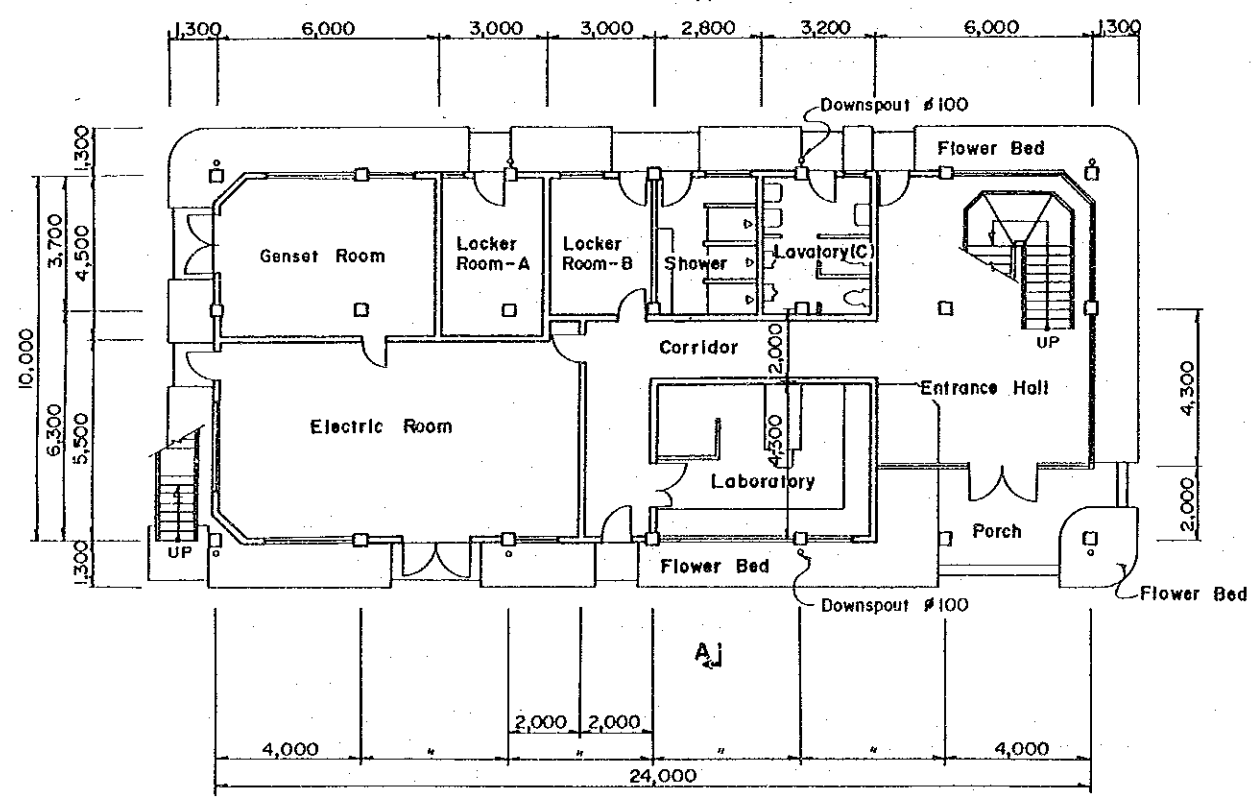 1,300 6,000 3,000 3,000 2,800 3,200 6,000 1,300
Downspout ø100
Flower Bed
1,300
3,700
4,500
10,000
6,300
5,500
1,300
Genset Room
Locker
Room-A
Locker
Room-B
Shower
Lavatory(C)
UP
Corridor
2,000
Entrance Hall
4,300
Electric Room
4,300
Laboratory
2,000
Porch
UP
Flower Bed
Flower Bed
Downspout ø100
A
2,000 2,000
4,000 〃 〃 〃 〃 4,000
24,000